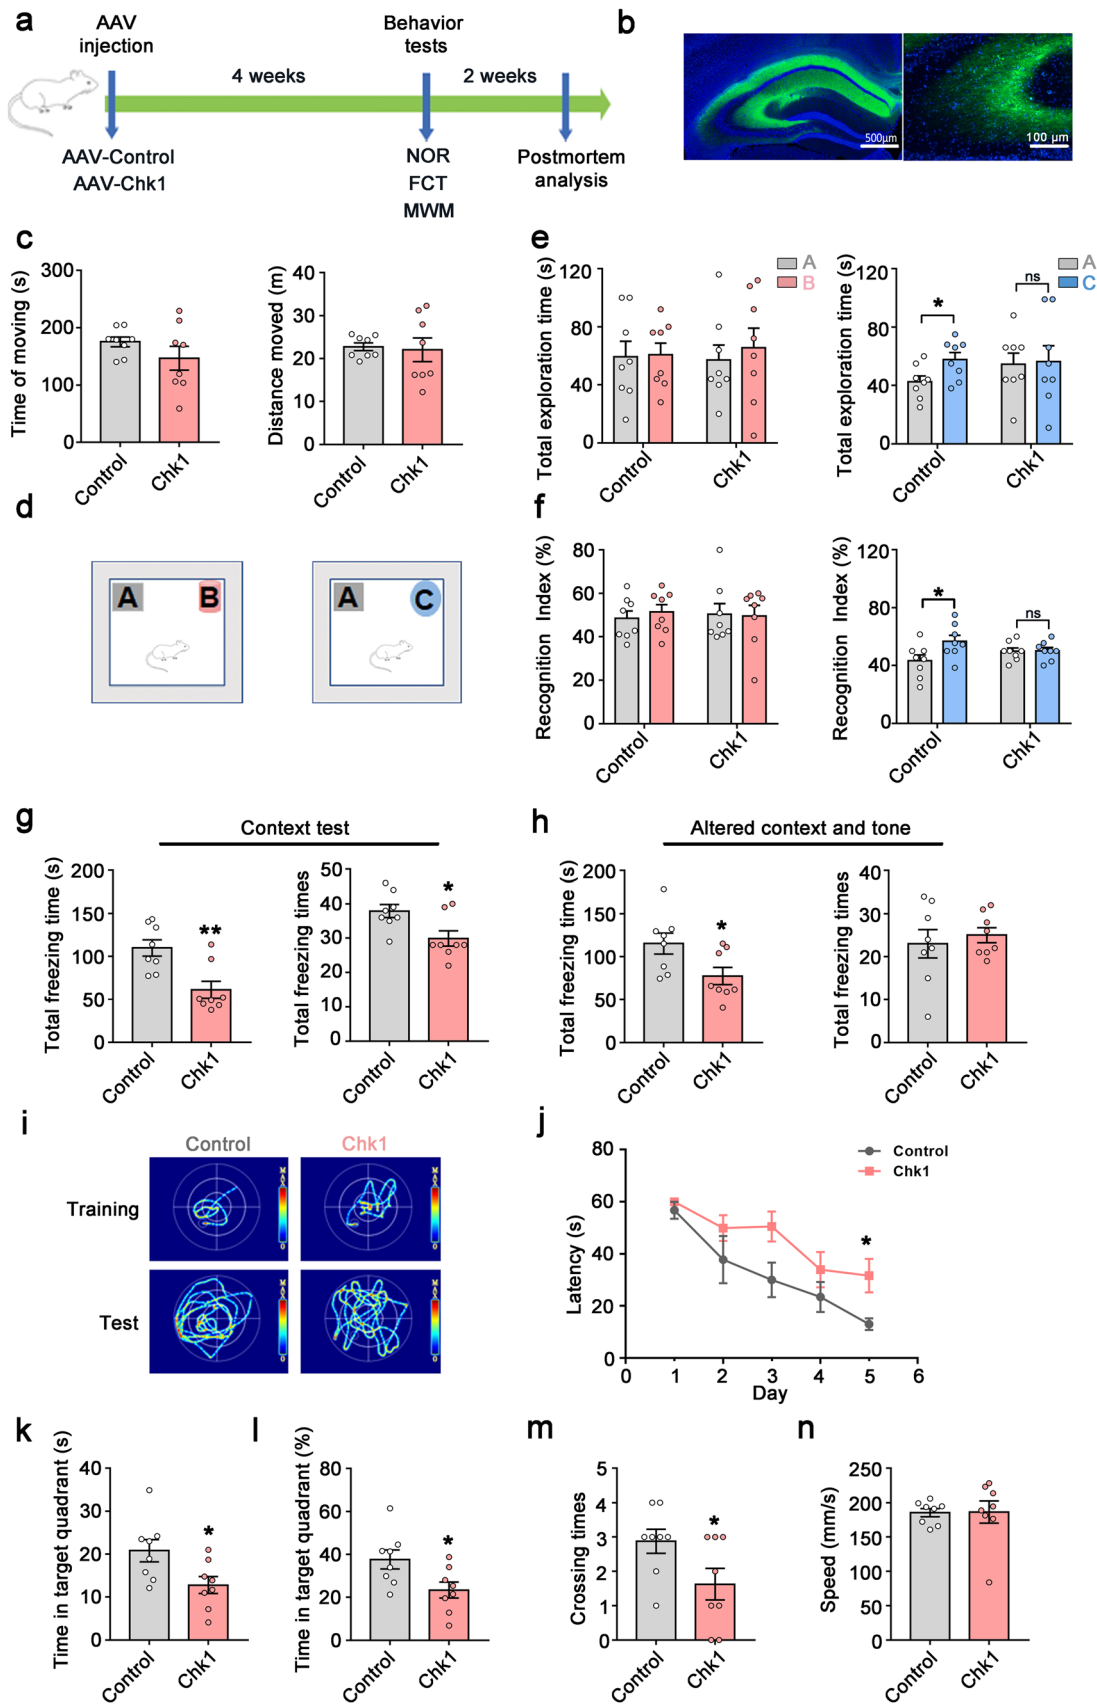 a
AAV
injection
Behavior
tests
4 weeks
2 weeks
AAV-Control
AAV-Chk1
NOR
FCT
MWM
Postmortem
analysis
b
500μm
100 μm
c
Time of moving (s)
300
200
100
0
Control
Chk1
Distance moved (m)
40
30
20
10
0
Control
Chk1
d
A
B
A
C
e
Total exploration time (s)
120
80
40
0
A
B
Control
Chk1
Total exploration time (s)
120
80
40
0
*
ns
A
C
Control
Chk1
f
Recognition Index (%)
80
60
40
20
0
Control
Chk1
Recognition Index (%)
120
80
40
0
*
ns
Control
Chk1
g
Context test
Total freezing time (s)
200
150
100
50
0
**
Control
Chk1
Total freezing times
50
40
30
20
10
0
*
Control
Chk1
h
Altered context and tone
Total freezing time (s)
200
150
100
50
0
*
Control
Chk1
Total freezing times
40
30
20
10
0
Control
Chk1
i
Control
Chk1
Training
Test
MAX
0
MAX
0
MAX
0
MAX
0
j
Latency (s)
80
60
40
20
0
Control
Chk1
*
0
1
2
3
4
5
6
Day
k
Time in target quadrant (s)
40
30
20
10
0
*
Control
Chk1
l
Time in target quadrant (%)
80
60
40
20
0
*
Control
Chk1
m
Crossing times
5
4
3
2
1
0
*
Control
Chk1
n
Speed (mm/s)
250
200
150
100
50
0
Control
Chk1